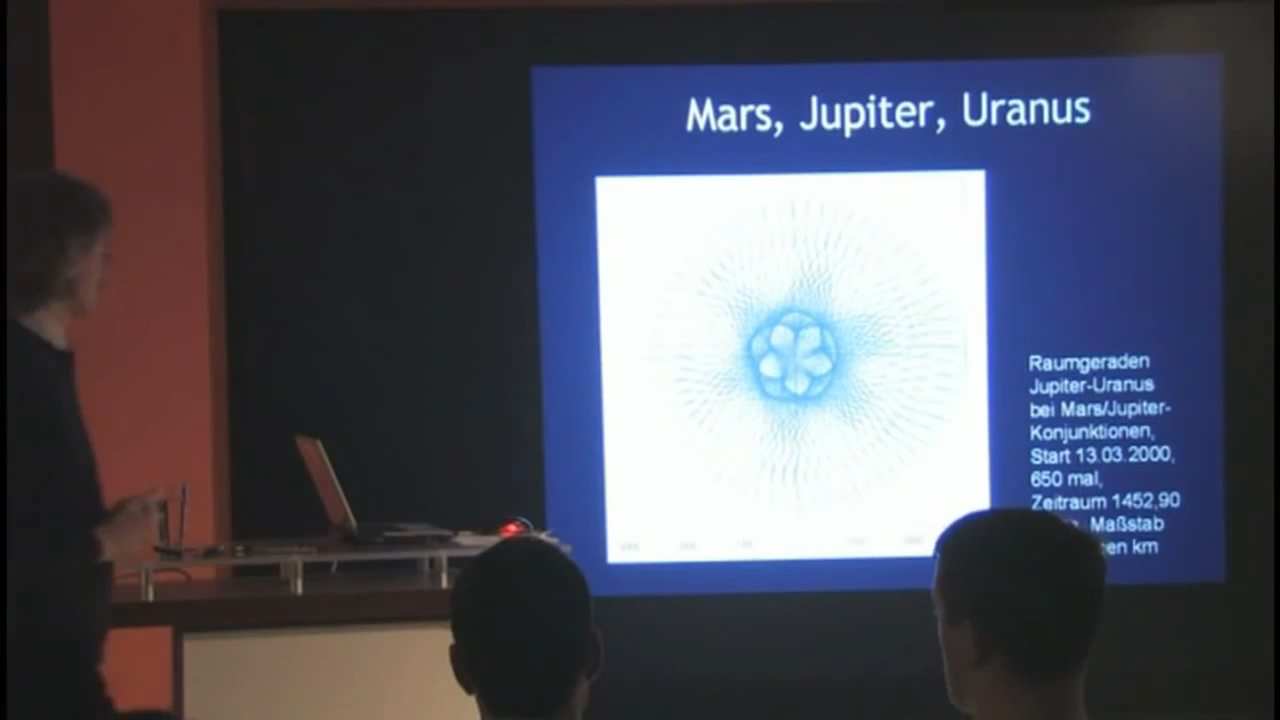 Mars, Jupiter, Uranus
Raumgeraden
Jupiter-Uranus
bei Mars/Jupiter-
Konjunktionen,
Start 13.03.2000,
650 mal,
Zeitraum 1452,90
Maßstab
km